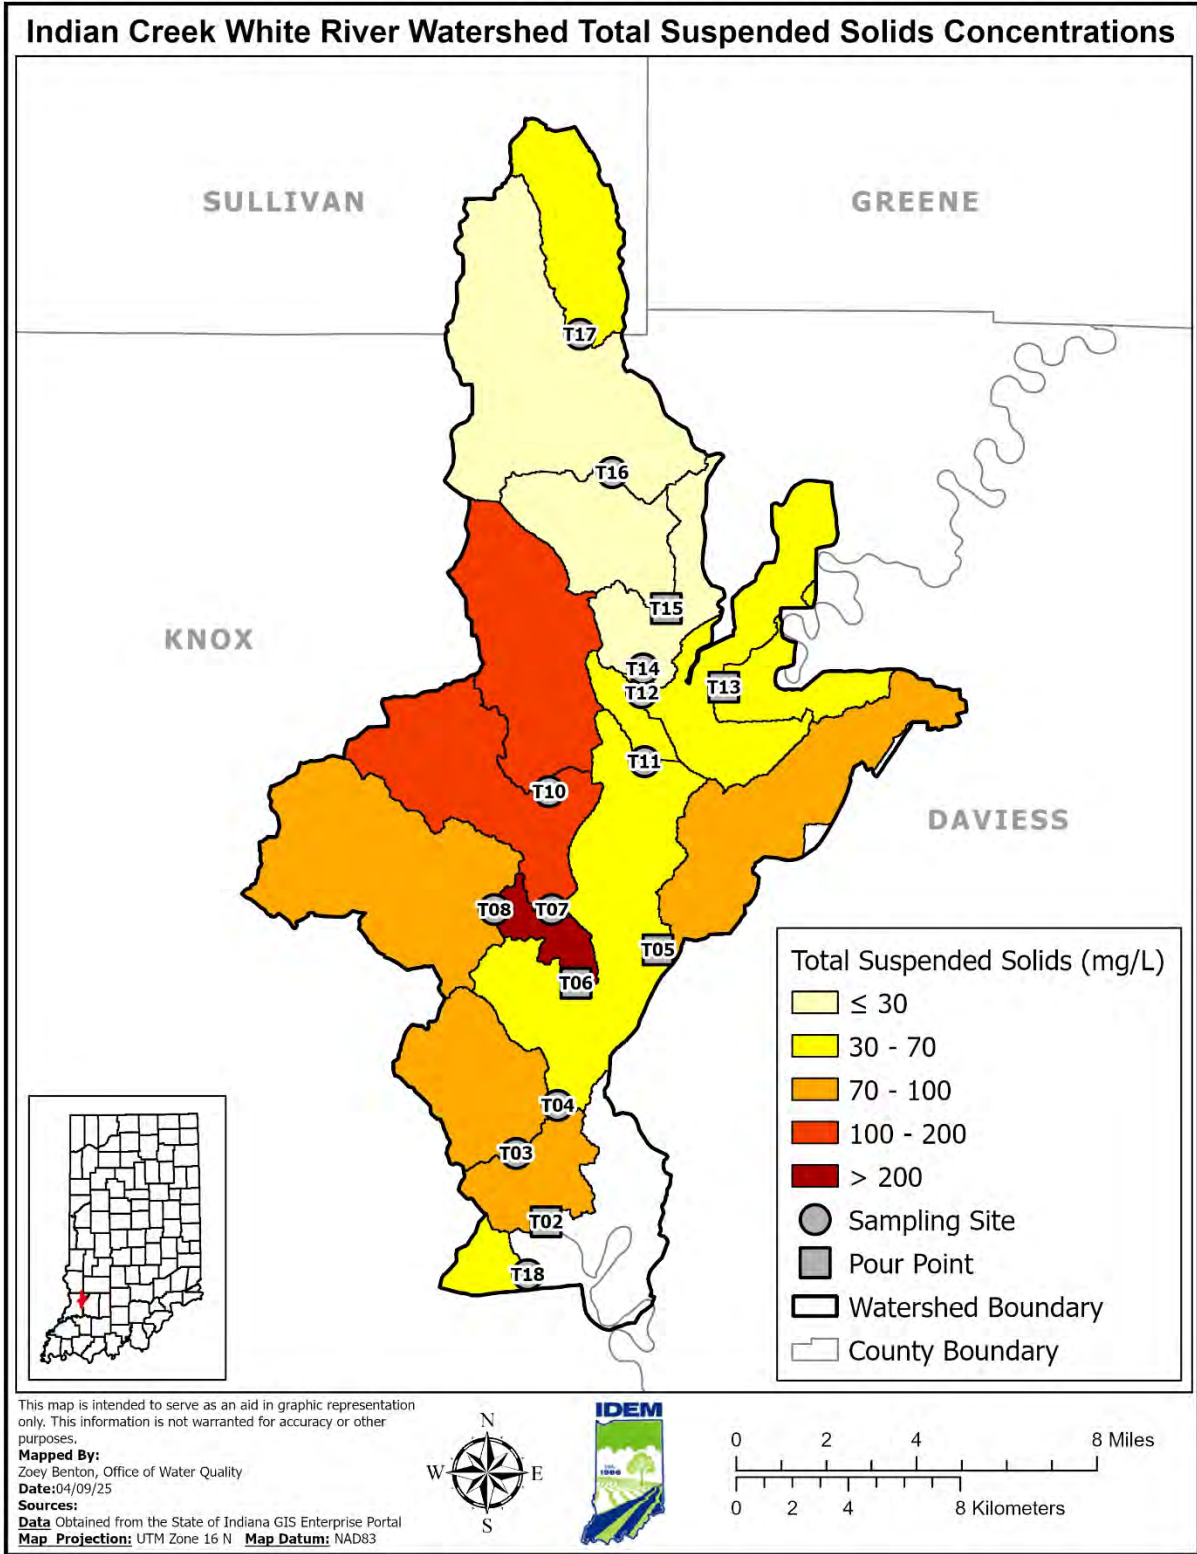 Indian Creek White River Watershed Total Suspended Solids Concentrations
SULLIVAN
GREENE
T17
T16
T15
KNOX
T14
T12
T13
T11
T10
DAVIESS
T08
T07
T05
T06
T04
T03
T02
T18
Total Suspended Solids (mg/L)
≤ 30
30 - 70
70 - 100
100 - 200
> 200
Sampling Site
Pour Point
Watershed Boundary
County Boundary
This map is intended to serve as an aid in graphic representation
only. This information is not warranted for accuracy or other
purposes.
Mapped By:
Zoey Benton, Office of Water Quality
Date:04/09/25
Sources:
Data Obtained from the State of Indiana GIS Enterprise Portal
Map Projection: UTM Zone 16 N Map Datum: NAD83
N
W
E
S
IDEM
1986
0 2 4 8 Miles
0 2 4 8 Kilometers